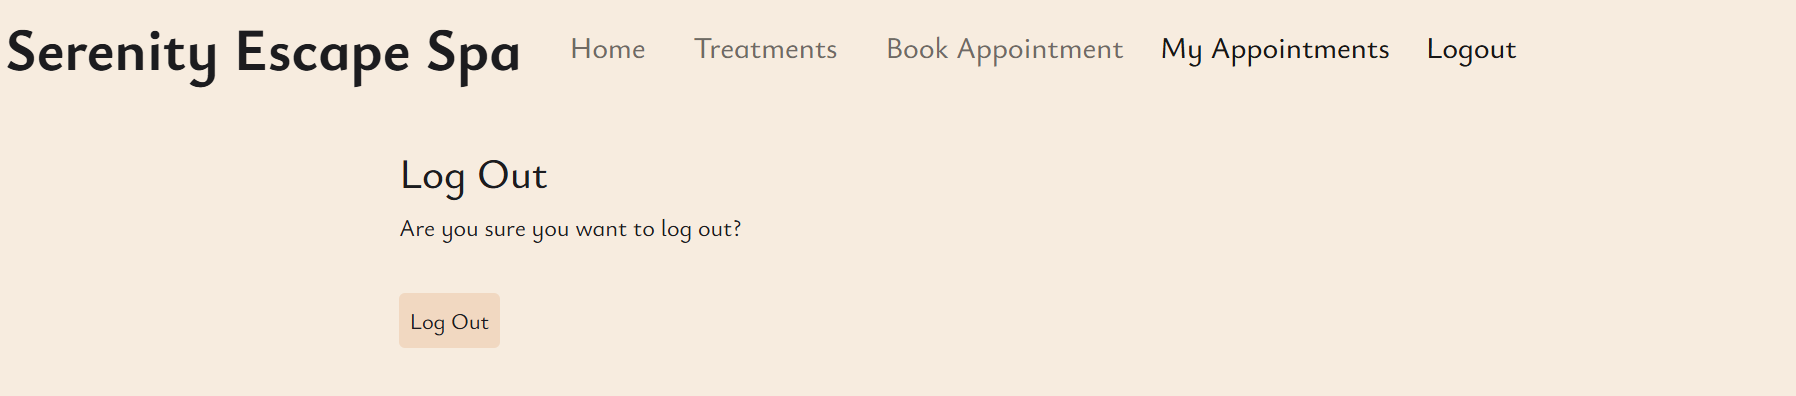 Serenity Escape Spa Home Treatments Book Appointment My Appointments Logout
Log Out
Are you sure you want to log out?
Log Out